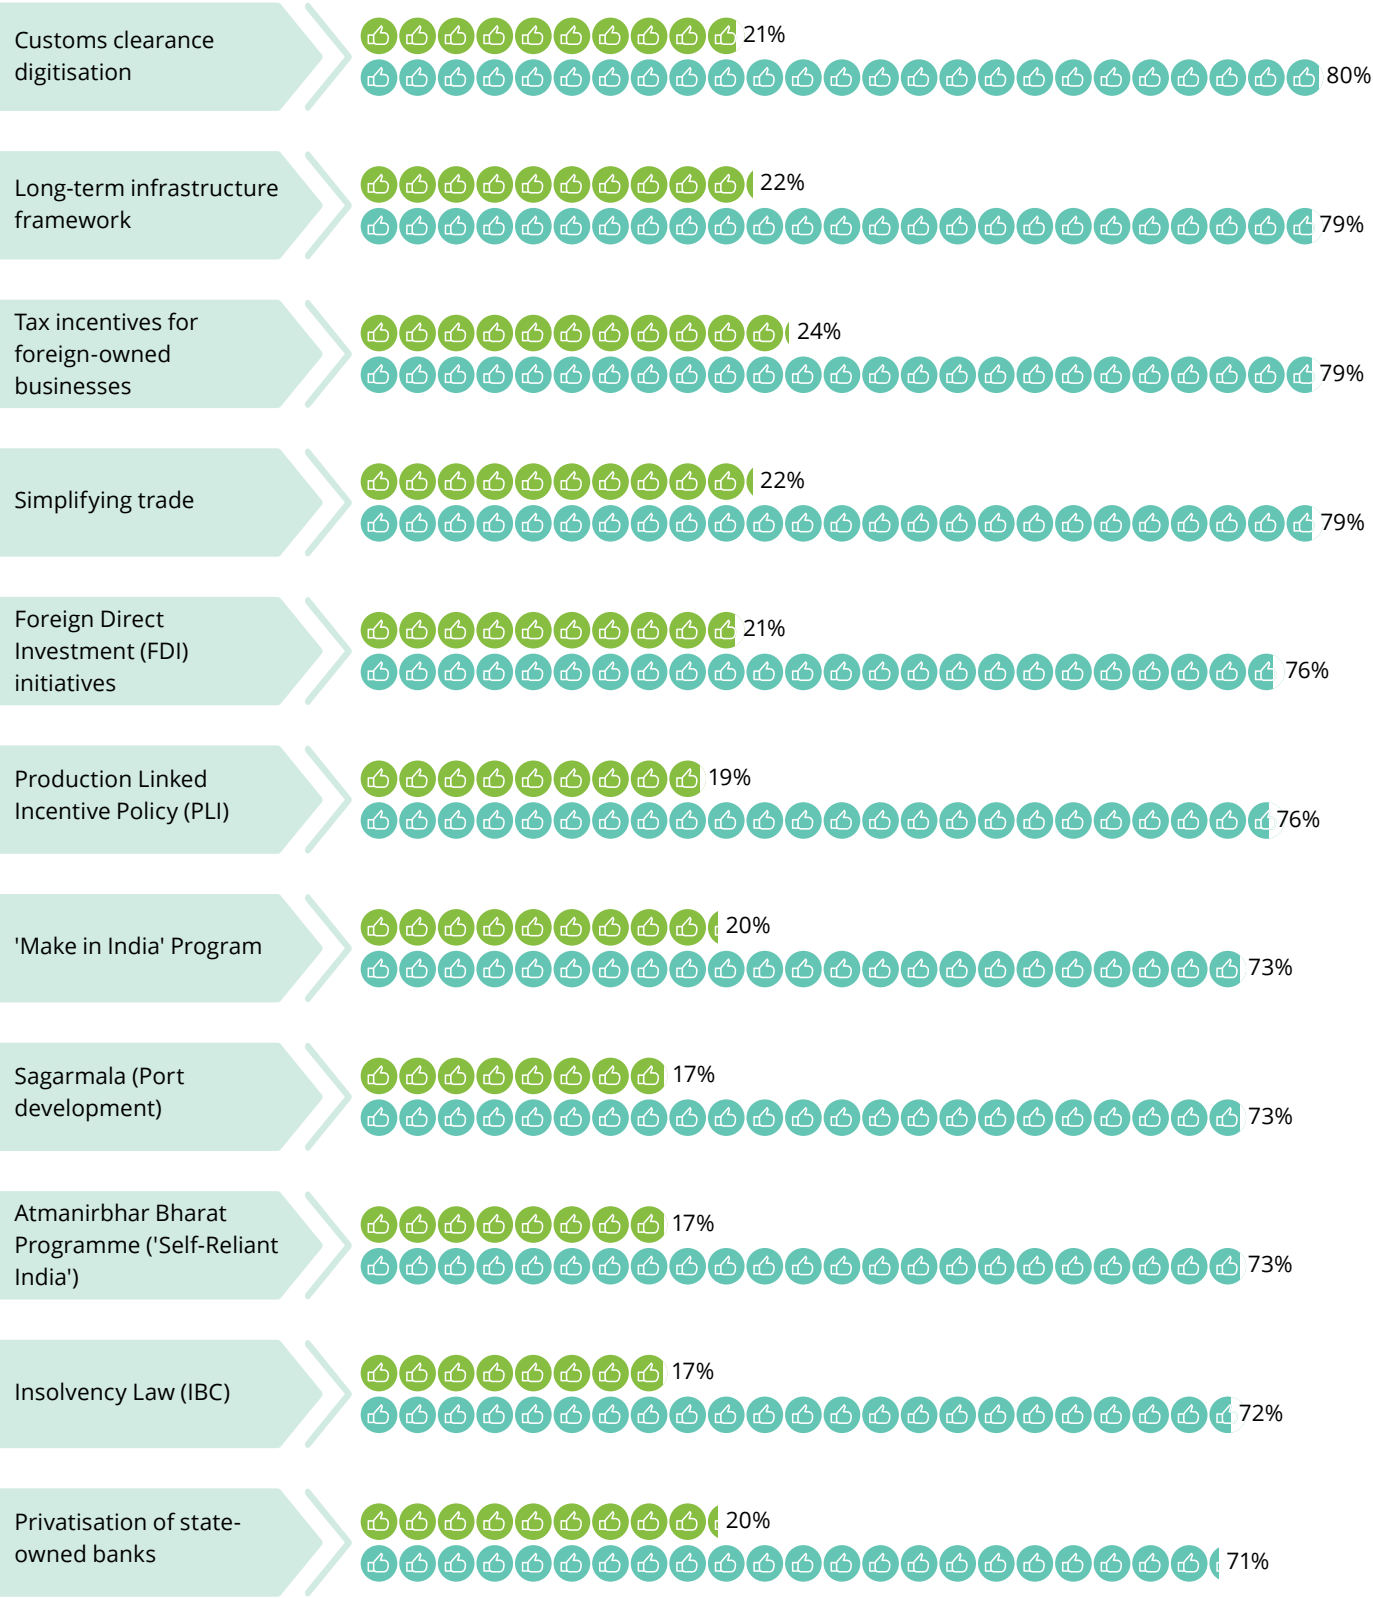 Customs clearance
digitisation
21%
80%
Long-term infrastructure
framework
22%
79%
Tax incentives for
foreign-owned
businesses
24%
79%
Simplifying trade
22%
79%
Foreign Direct
Investment (FDI)
initiatives
21%
76%
Production Linked
Incentive Policy (PLI)
19%
76%
'Make in India' Program
20%
73%
Sagarmala (Port
development)
17%
73%
Atmanirbhar Bharat
Programme ('Self-Reliant
India')
17%
73%
Insolvency Law (IBC)
17%
72%
Privatisation of state-
owned banks
20%
71%